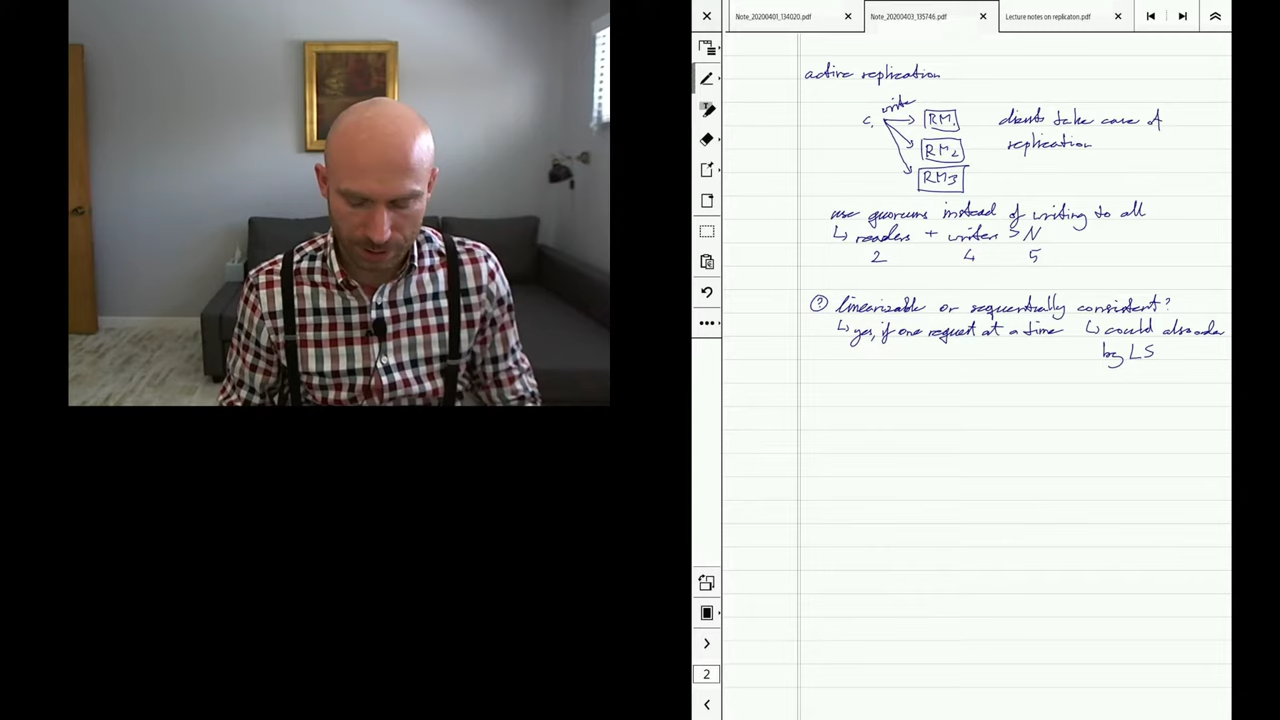 Note_20200401_134020.pdf
Note_20200403_135746.pdf
Lecture notes on replicaton.pdf
active replication
write
C1
RM1
RM2
RM3
clients take care of
replication
use quorums instead of writing to all
↳ readers + writers > N
2 4 5
? linearizable or sequentially consistent?
↳ yes, if one request at a time
↳ could also order
by LS
2